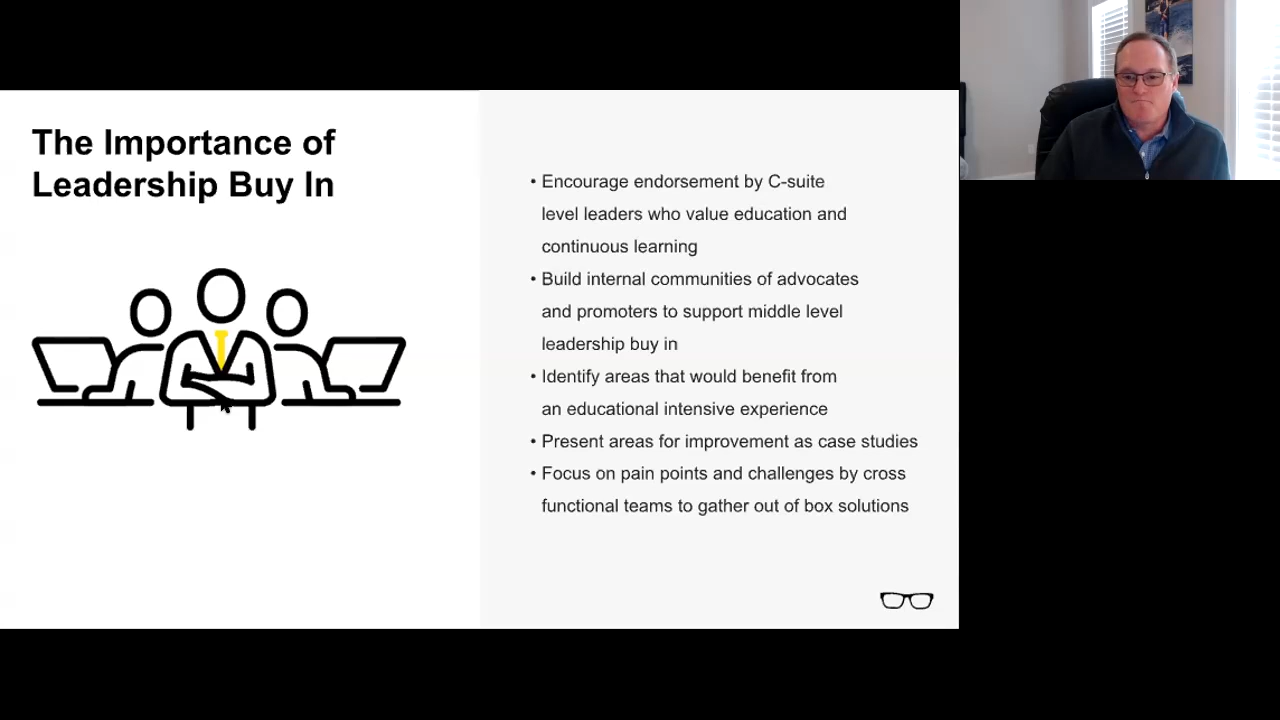 The Importance of
Leadership Buy In
• Encourage endorsement by C-suite
level leaders who value education and
continuous learning
• Build internal communities of advocates
and promoters to support middle level
leadership buy in
• Identify areas that would benefit from
an educational intensive experience
• Present areas for improvement as case studies
• Focus on pain points and challenges by cross
functional teams to gather out of box solutions